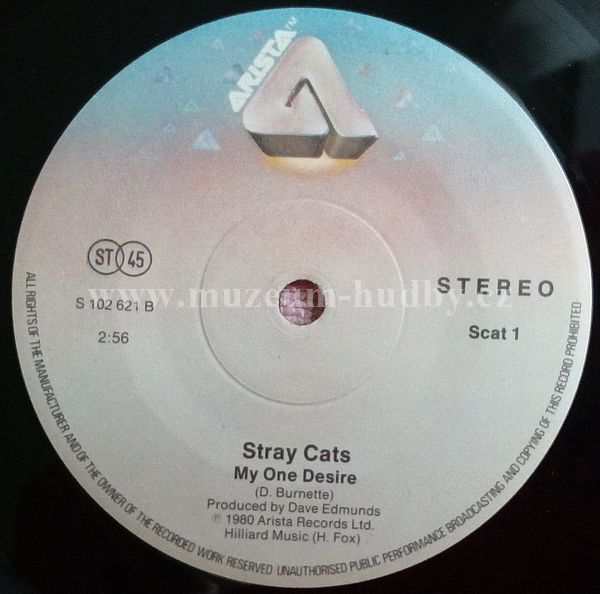 ARISTA™
ST 45
S 102 621 B
2:56
STEREO
Scat 1
www.muzeum-hudby.cz
Stray Cats
My One Desire
(D. Burnette)
Produced by Dave Edmunds
℗ 1980 Arista Records Ltd.
Hilliard Music (H. Fox)
ALL RIGHTS OF THE MANUFACTURER AND OF THE OWNER OF THE RECORDED WORK RESERVED UNAUTHORISED PUBLIC PERFORMANCE BROADCASTING AND COPYING OF THIS RECORD PROHIBITED